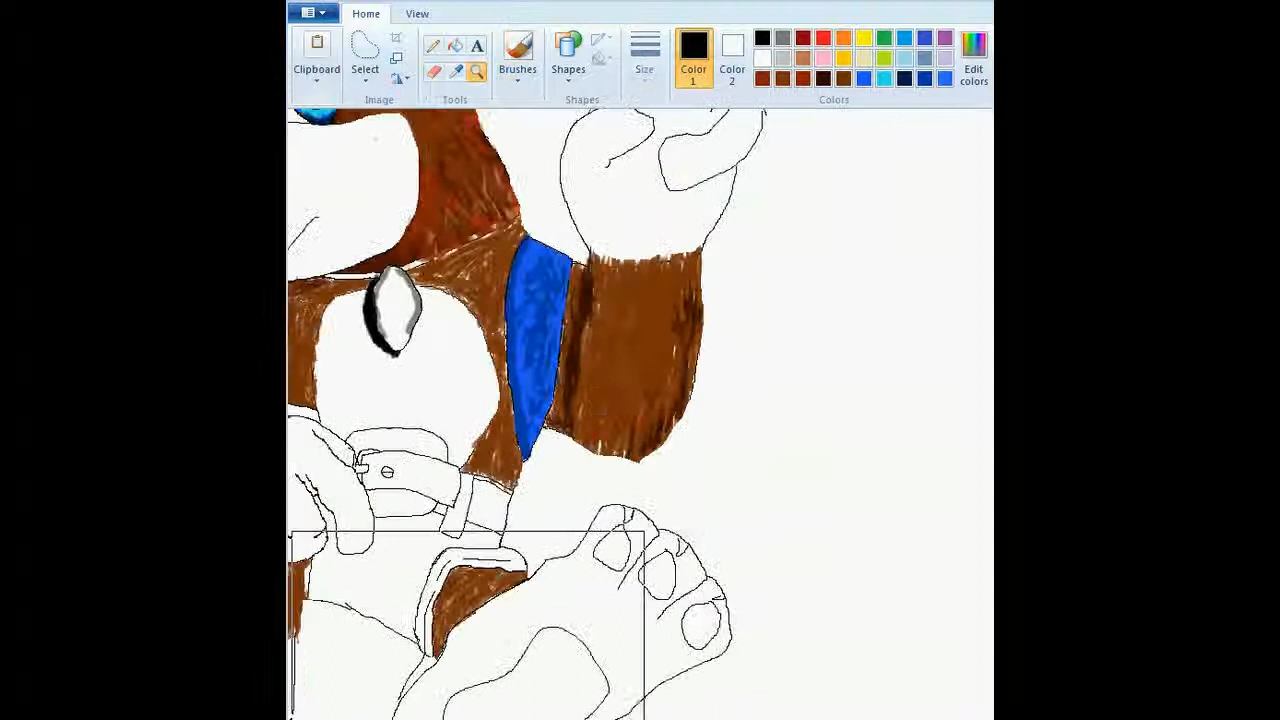 Home View
Clipboard Select Brushes Shapes Size Color 1 Color 2 Edit colors
A
Image Tools Shapes Colors